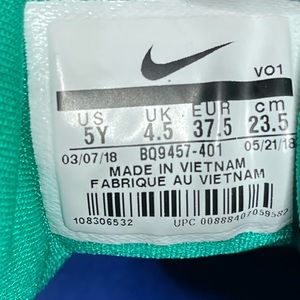 VO1
US UK EUR cm
5Y 4.5 37.5 23.5
03/07/18 BQ9457-401 05/21/18
MADE IN VIETNAM
FABRIQUE AU VIETNAM
108306532
UPC 00888407059582